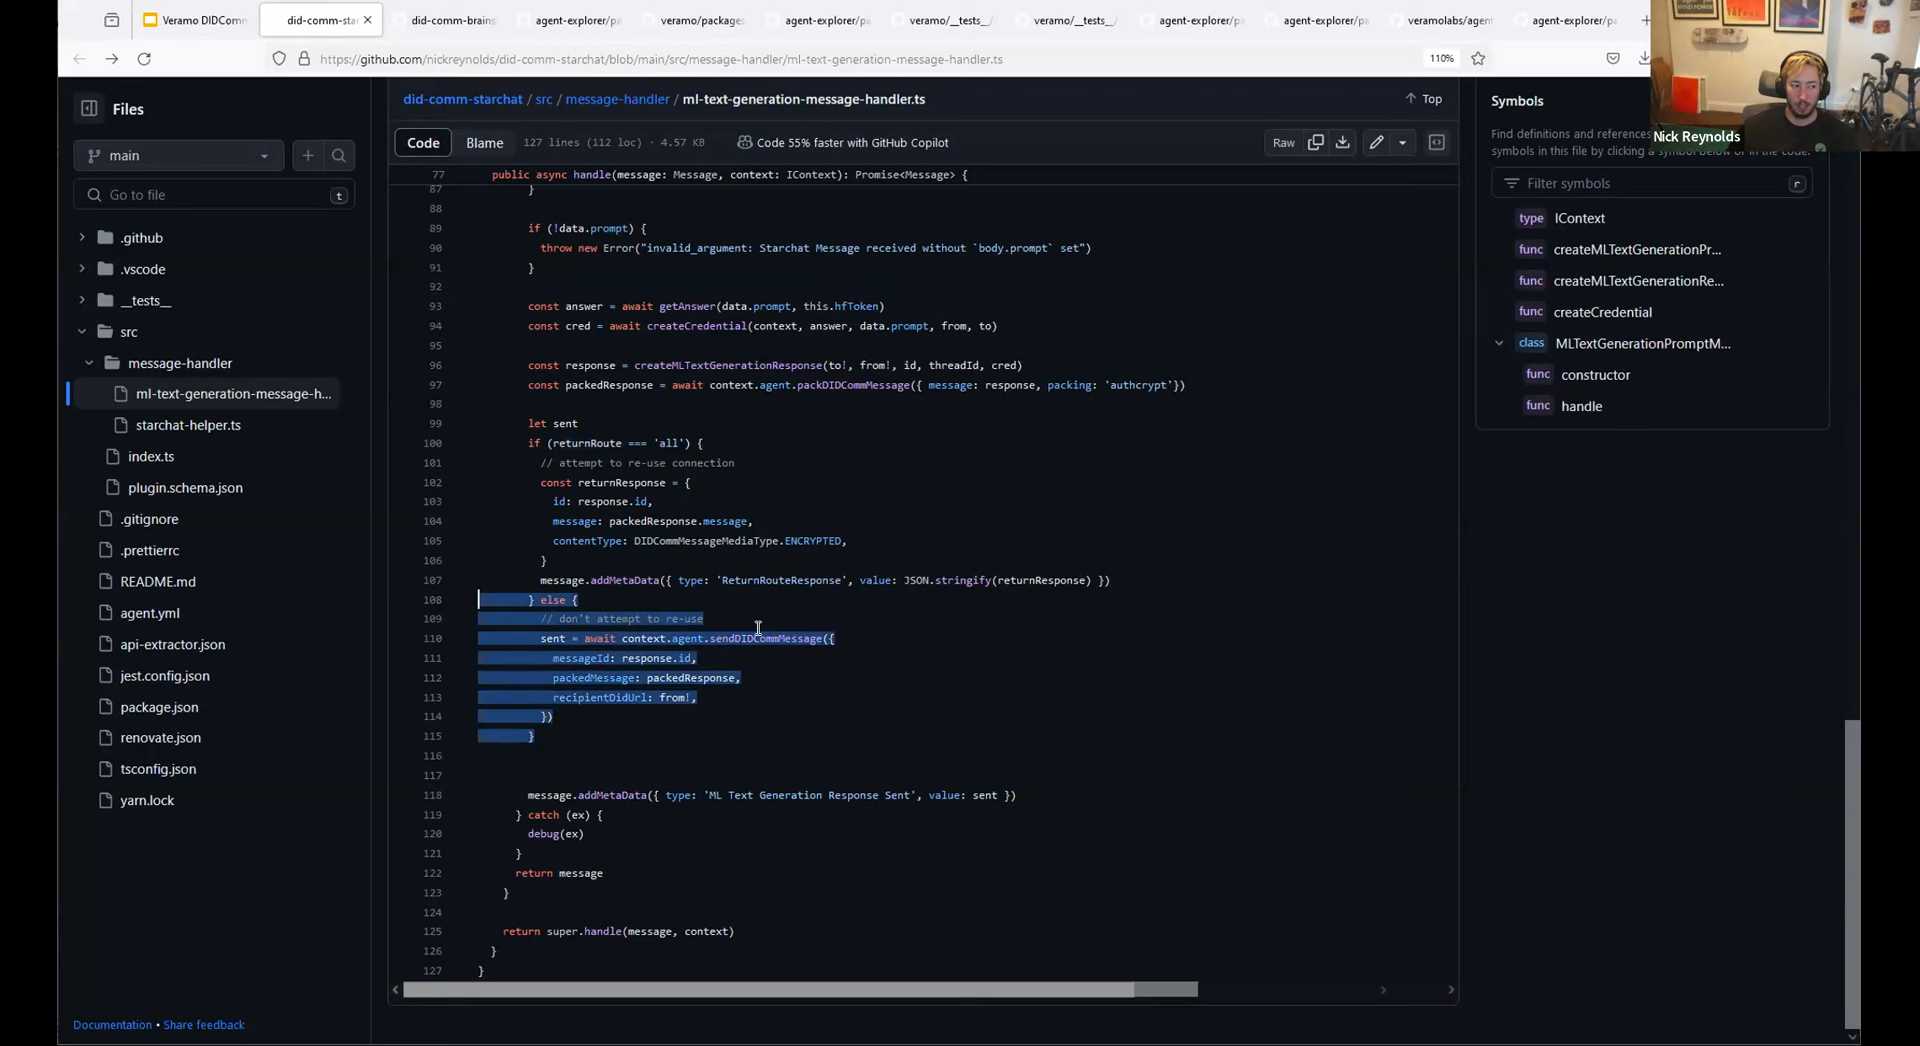 Veramo DIDComm
did-comm-star
did-comm-brains
agent-explorer/pa
veramo/packages
agent-explorer/pa
veramo/__tests__/
veramo/__tests__/
agent-explorer/pa
agent-explorer/pa
veramolabs/agent
agent-explorer/pa
https://github.com/nickreynolds/did-comm-starchat/blob/main/src/message-handler/ml-text-generation-message-handler.ts
110%
Nick Reynolds
Files
main
Go to file
t
.github
.vscode
__tests__
src
message-handler
ml-text-generation-message-h...
starchat-helper.ts
index.ts
plugin.schema.json
.gitignore
.prettierrc
README.md
agent.yml
api-extractor.json
jest.config.json
package.json
renovate.json
tsconfig.json
yarn.lock
Documentation • Share feedback
did-comm-starchat / src / message-handler / ml-text-generation-message-handler.ts
Top
Code Blame 127 lines (112 loc) · 4.57 KB Code 55% faster with GitHub Copilot
Raw
77 public async handle(message: Message, context: IContext): Promise<Message> {
87 }
88
89 if (!data.prompt) {
90 throw new Error("invalid_argument: Starchat Message received without `body.prompt` set")
91 }
92
93 const answer = await getAnswer(data.prompt, this.hfToken)
94 const cred = await createCredential(context, answer, data.prompt, from, to)
95
96 const response = createMLTextGenerationResponse(to!, from!, id, threadId, cred)
97 const packedResponse = await context.agent.packDIDCommMessage({ message: response, packing: 'authcrypt'})
98
99 let sent
100 if (returnRoute === 'all') {
101 // attempt to re-use connection
102 const returnResponse = {
103 id: response.id,
104 message: packedResponse.message,
105 contentType: DIDCommMessageMediaType.ENCRYPTED,
106 }
107 message.addMetaData({ type: 'ReturnRouteResponse', value: JSON.stringify(returnResponse) })
108 } else {
109 // don't attempt to re-use
110 sent = await context.agent.sendDIDCommMessage({
111 messageId: response.id,
112 packedMessage: packedResponse,
113 recipientDidUrl: from!,
114 })
115 }
116
117
118 message.addMetaData({ type: 'ML Text Generation Response Sent', value: sent })
119 } catch (ex) {
120 debug(ex)
121 }
122 return message
123 }
124
125 return super.handle(message, context)
126 }
127 }
Symbols
Find definitions and references
symbols in this file by clicking a symbol below or in the code.
Filter symbols
r
type IContext
func createMLTextGenerationPr...
func createMLTextGenerationRe...
func createCredential
class MLTextGenerationPromptM...
func constructor
func handle